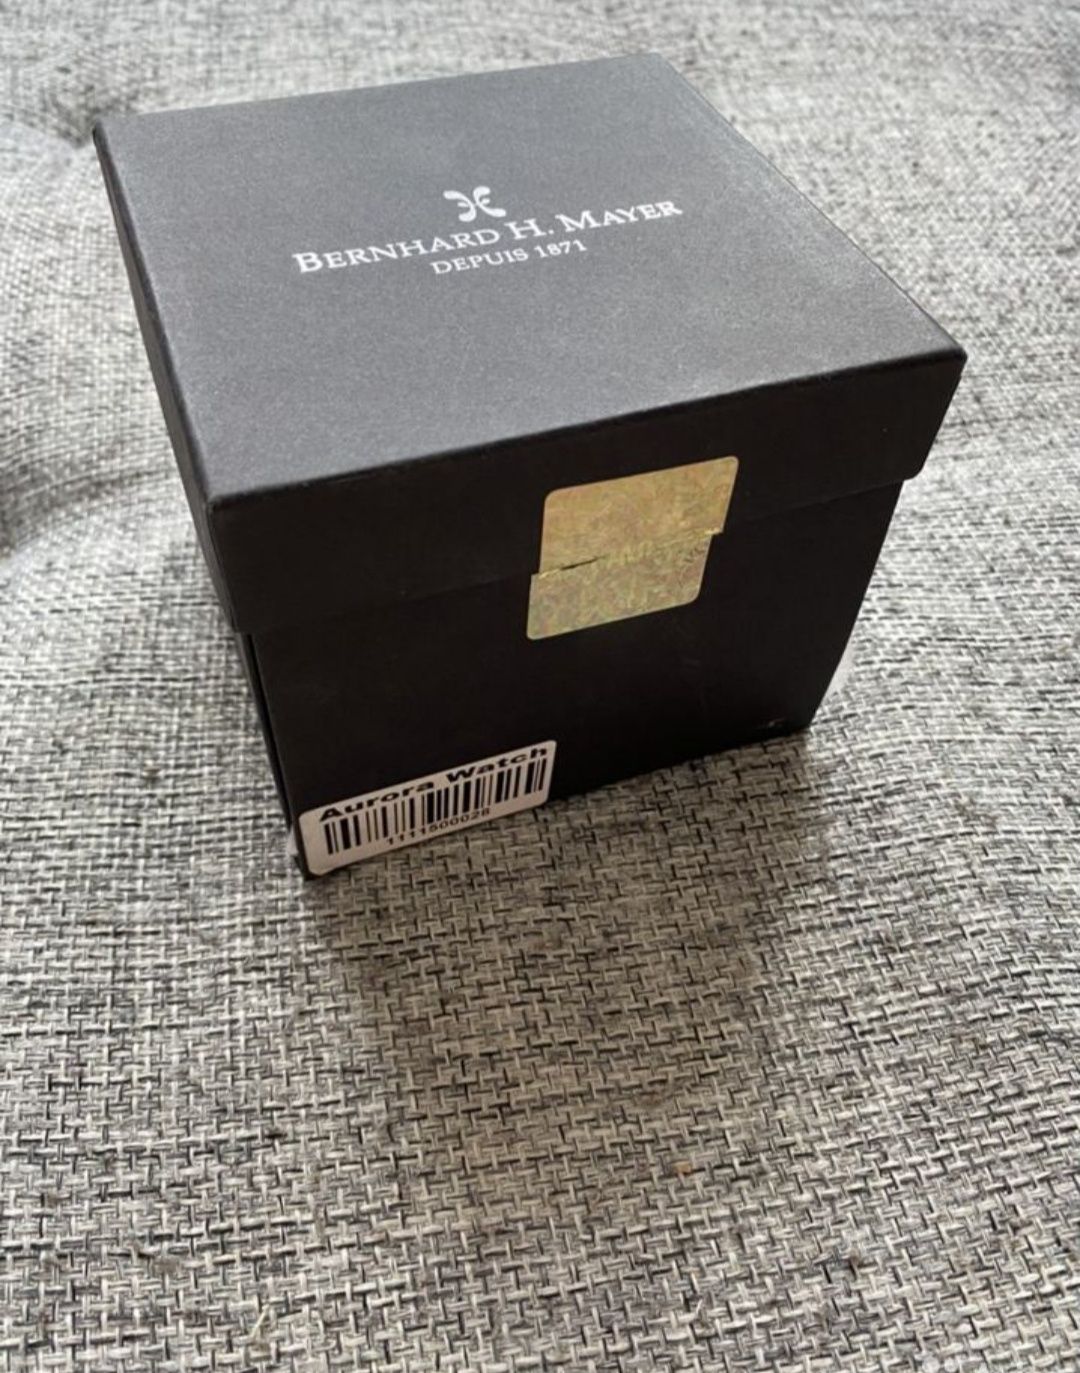 BERNHARD H. MAYER
DEPUIS 1871
Aurora Watch
1111500028